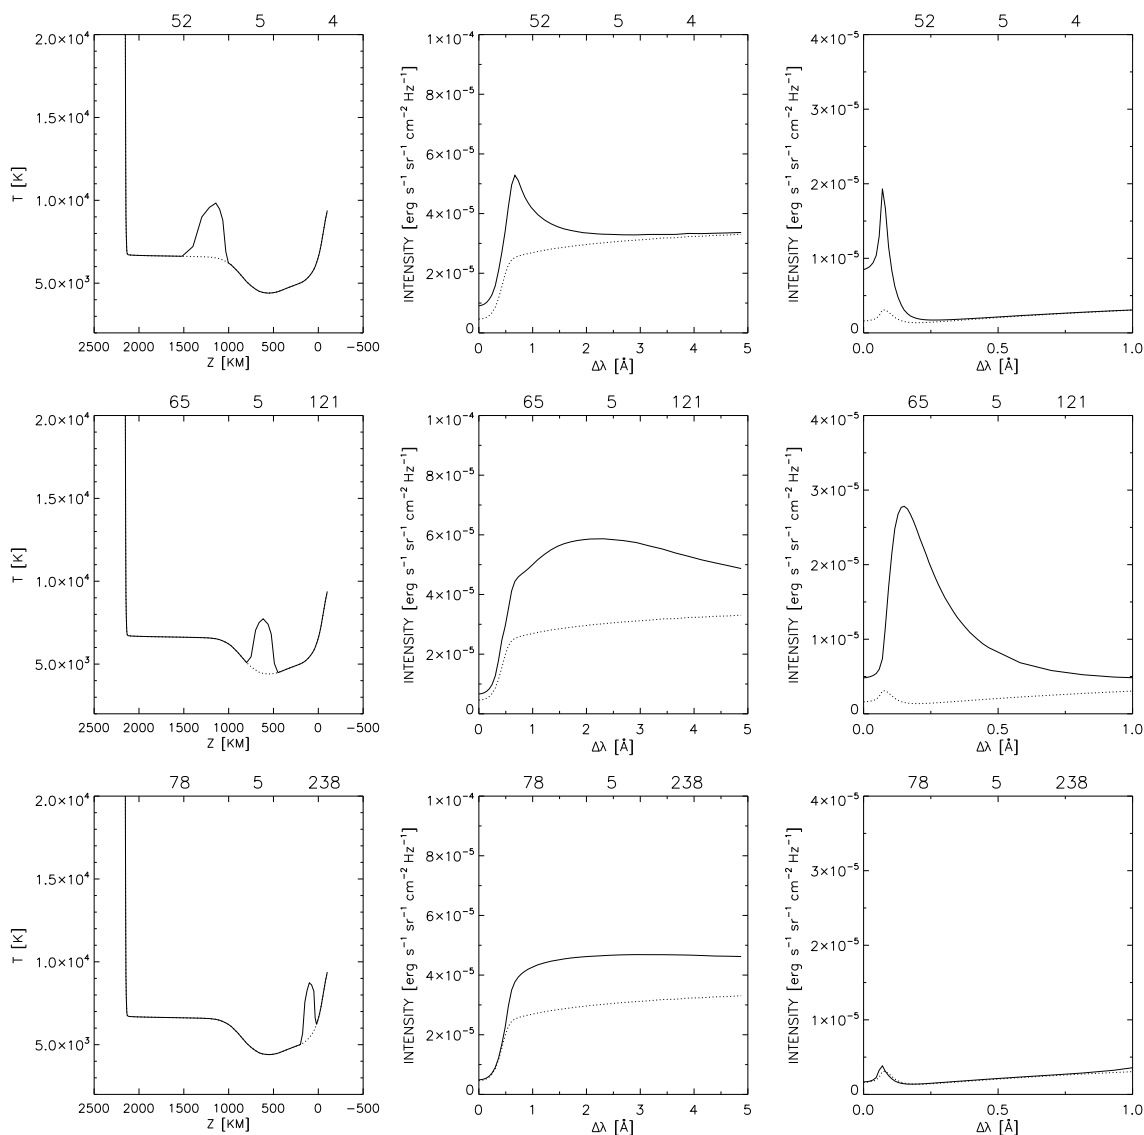 52 5 4
2.0×10⁴
1.5×10⁴
1.0×10⁴
5.0×10³
T [K]
2500 2000 1500 1000 500 0 −500
Z [KM]
52 5 4
1×10⁻⁴
8×10⁻⁵
6×10⁻⁵
4×10⁻⁵
2×10⁻⁵
0
INTENSITY [erg s⁻¹ sr⁻¹ cm⁻² Hz⁻¹]
0 1 2 3 4 5
Δλ [Å]
52 5 4
4×10⁻⁵
3×10⁻⁵
2×10⁻⁵
1×10⁻⁵
0
INTENSITY [erg s⁻¹ sr⁻¹ cm⁻² Hz⁻¹]
0.0 0.5 1.0
Δλ [Å]
65 5 121
2.0×10⁴
1.5×10⁴
1.0×10⁴
5.0×10³
T [K]
2500 2000 1500 1000 500 0 −500
Z [KM]
65 5 121
1×10⁻⁴
8×10⁻⁵
6×10⁻⁵
4×10⁻⁵
2×10⁻⁵
0
INTENSITY [erg s⁻¹ sr⁻¹ cm⁻² Hz⁻¹]
0 1 2 3 4 5
Δλ [Å]
65 5 121
4×10⁻⁵
3×10⁻⁵
2×10⁻⁵
1×10⁻⁵
0
INTENSITY [erg s⁻¹ sr⁻¹ cm⁻² Hz⁻¹]
0.0 0.5 1.0
Δλ [Å]
78 5 238
2.0×10⁴
1.5×10⁴
1.0×10⁴
5.0×10³
T [K]
2500 2000 1500 1000 500 0 −500
Z [KM]
78 5 238
1×10⁻⁴
8×10⁻⁵
6×10⁻⁵
4×10⁻⁵
2×10⁻⁵
0
INTENSITY [erg s⁻¹ sr⁻¹ cm⁻² Hz⁻¹]
0 1 2 3 4 5
Δλ [Å]
78 5 238
4×10⁻⁵
3×10⁻⁵
2×10⁻⁵
1×10⁻⁵
0
INTENSITY [erg s⁻¹ sr⁻¹ cm⁻² Hz⁻¹]
0.0 0.5 1.0
Δλ [Å]